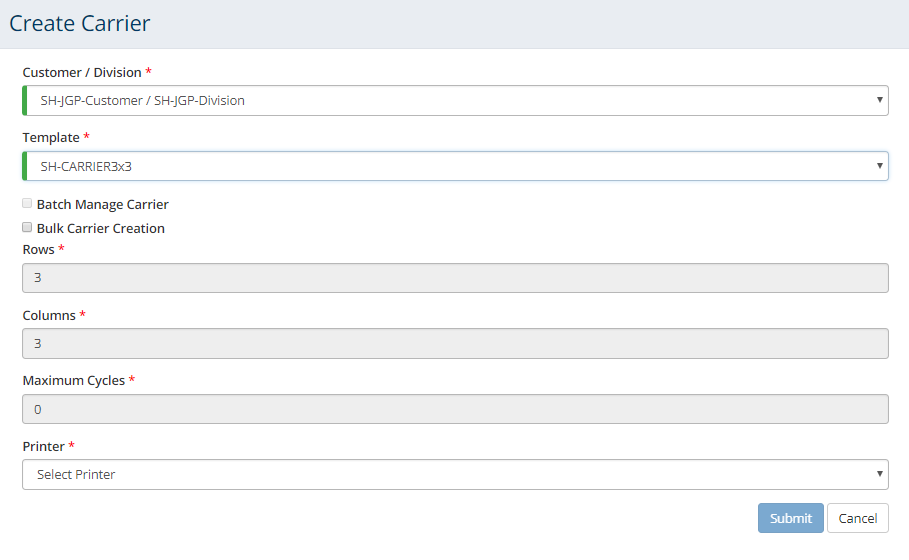 Create Carrier
Customer / Division *
SH-JGP-Customer / SH-JGP-Division
Template *
SH-CARRIER3x3
Batch Manage Carrier
Bulk Carrier Creation
Rows *
3
Columns *
3
Maximum Cycles *
0
Printer *
Select Printer
Submit Cancel